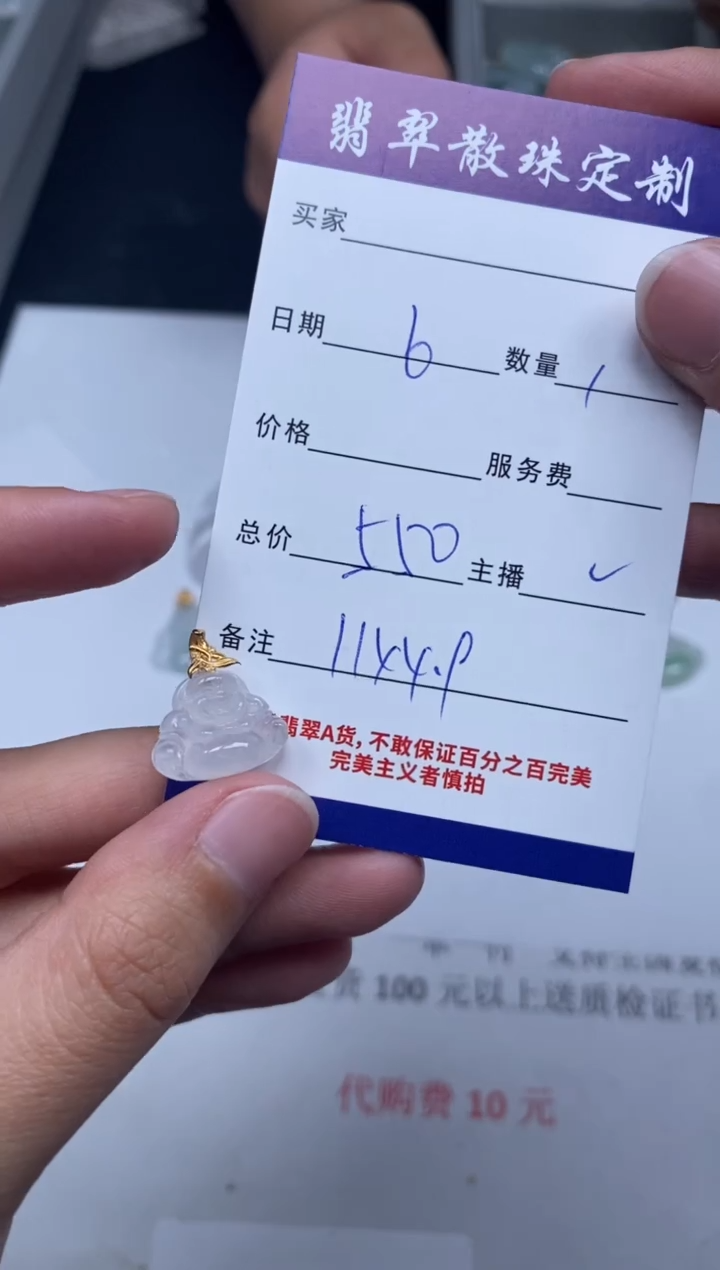 翡翠散珠定制
买家
日期 6 数量 1
价格 服务费
总价 550 主播 ✓
备注 1144.9
翡翠A货，不敢保证百分之百完美
完美主义者慎拍
费 100 元以上送质检证书
代购费 10 元